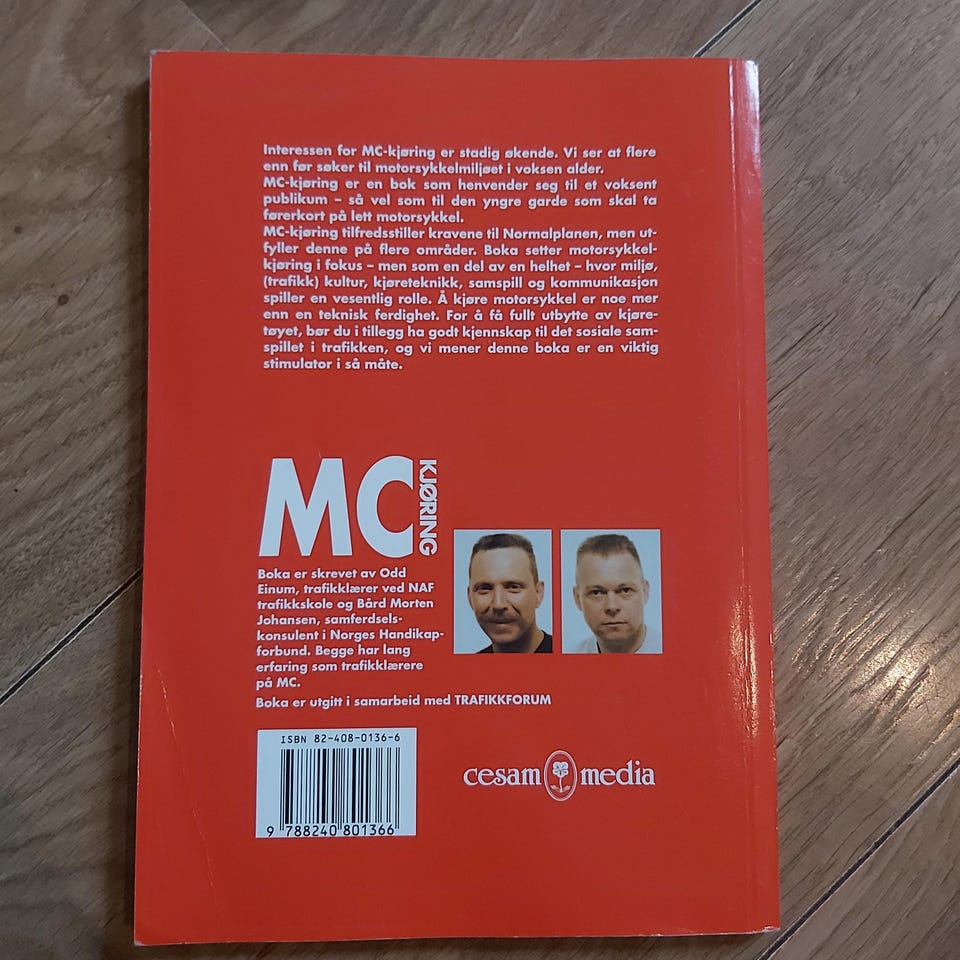 Interessen for MC-kjøring er stadig økende. Vi ser at flere
enn før søker til motorsykkelmiljøet i voksen alder.
MC-kjøring er en bok som henvender seg til et voksent
publikum – så vel som til den yngre garde som skal ta
førerkort på lett motorsykkel.
MC-kjøring tilfredsstiller kravene til Normalplanen, men ut-
fyller denne på flere områder. Boka setter motorsykkel-
kjøring i fokus – men som en del av en helhet – hvor miljø,
(trafikk) kultur, kjøreteknikk, samspill og kommunikasjon
spiller en vesentlig rolle. Å kjøre motorsykkel er noe mer
enn en teknisk ferdighet. For å få fullt utbytte av kjøre-
tøyet, bør du i tillegg ha godt kjennskap til det sosiale sam-
spillet i trafikken, og vi mener denne boka er en viktig
stimulator i så måte.
MC KJØRING
Boka er skrevet av Odd
Einum, trafikklærer ved NAF
trafikkskole og Bård Morten
Johansen, samferdsels-
konsulent i Norges Handikap-
forbund. Begge har lang
erfaring som trafikklærere
på MC.
Boka er utgitt i samarbeid med TRAFIKKFORUM
ISBN 82-408-0136-6
9 788240 801366
cesam media